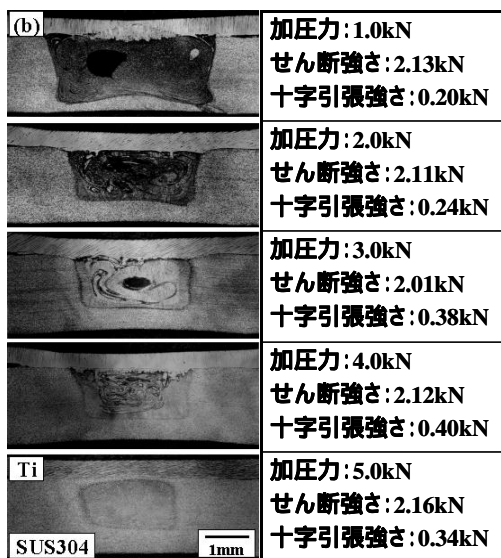 (b)
加圧力:1.0kN
せん断強さ:2.13kN
十字引張強さ:0.20kN
加圧力:2.0kN
せん断強さ:2.11kN
十字引張強さ:0.24kN
加圧力:3.0kN
せん断強さ:2.01kN
十字引張強さ:0.38kN
加圧力:4.0kN
せん断強さ:2.12kN
十字引張強さ:0.40kN
Ti
加圧力:5.0kN
せん断強さ:2.16kN
十字引張強さ:0.34kN
SUS304
1mm